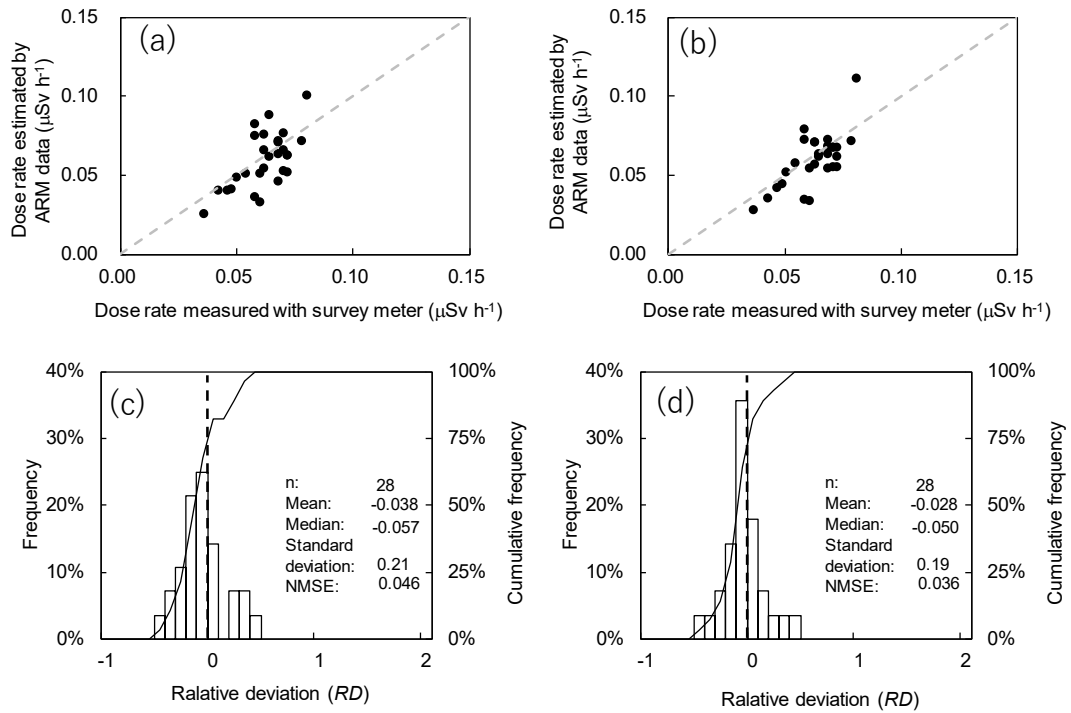 (a)
Dose rate estimated by
ARM data (μSv h-1)
0.15
0.10
0.05
0.00
0.00 0.05 0.10 0.15
Dose rate measured with survey meter (μSv h-1)
(b)
Dose rate estimated by
ARM data (μSv h-1)
0.15
0.10
0.05
0.00
0.00 0.05 0.10 0.15
Dose rate measured with survey meter (μSv h-1)
(c)
Frequency
40%
30%
20%
10%
0%
n: 28
Mean: -0.038
Median: -0.057
Standard
deviation: 0.21
NMSE: 0.046
100%
75%
50%
25%
0%
Cumulative frequency
-1 0 1 2
Ralative deviation (RD)
(d)
Frequency
40%
30%
20%
10%
0%
n: 28
Mean: -0.028
Median: -0.050
Standard
deviation: 0.19
NMSE: 0.036
100%
75%
50%
25%
0%
Cumulative frequency
-1 0 1 2
Ralative deviation (RD)